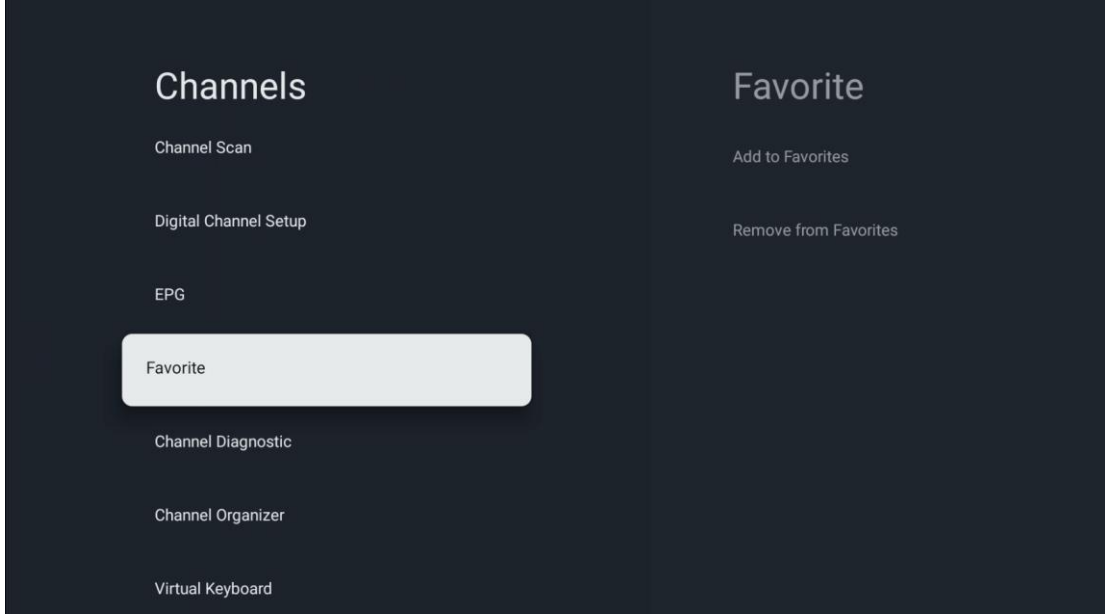 Channels
Channel Scan
Digital Channel Setup
EPG
Favorite
Channel Diagnostic
Channel Organizer
Virtual Keyboard
Favorite
Add to Favorites
Remove from Favorites